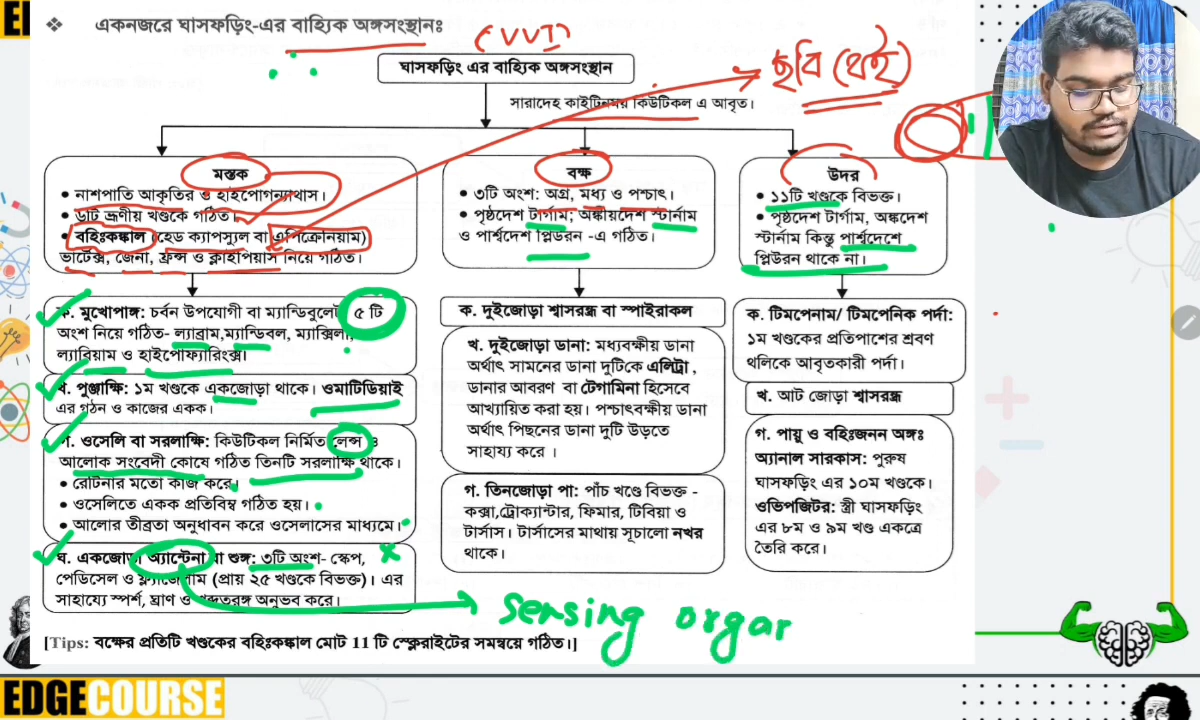 ❖ একনজরে ঘাসফড়িং-এর বাহ্যিক অঙ্গসংস্থানঃ
(VVI)
ঘাসফড়িং এর বাহ্যিক অঙ্গসংস্থান
ছবি (বই)
সারাদেহ কাইটিনময় কিউটিকল এ আবৃত।
মস্তক
• নাশপাতি আকৃতির ও হাইপোগন্যাথাস।
• ৬টি ভ্রূণীয় খণ্ডকে গঠিত।
• বহিঃকঙ্কাল (হেড ক্যাপস্যুল বা এপিক্রেনিয়াম)
ভার্টেক্স, জেনা, ফ্রন্স ও ক্লাইপিয়াস নিয়ে গঠিত।
ক. মুখোপাঙ্গ: চর্বন উপযোগী বা ম্যান্ডিবুলেট ৫ টি
অংশ নিয়ে গঠিত- ল্যাব্রাম,ম্যান্ডিবল, ম্যাক্সিলা,
ল্যাবিয়াম ও হাইপোফ্যারিংক্স।
খ. পুঞ্জাক্ষি: ১ম খণ্ডকে একজোড়া থাকে। ওমাটিডিয়াই
এর গঠন ও কাজের একক।
গ. ওসেলি বা সরলাক্ষি: কিউটিকল নির্মিত লেন্স ও
আলোক সংবেদী কোষে গঠিত তিনটি সরলাক্ষি থাকে।
• রেটিনার মতো কাজ করে।
• ওসেলিতে একক প্রতিবিম্ব গঠিত হয়।
• আলোর তীব্রতা অনুধাবন করে ওসেলাসের মাধ্যমে।
ঘ. একজোড়া অ্যান্টেনা বা শুঙ্গ: ৩টি অংশ- স্কেপ,
পেডিসেল ও ফ্ল্যাজেলাম (প্রায় ২৫ খণ্ডকে বিভক্ত)। এর
সাহায্যে স্পর্শ, ঘ্রাণ ও শব্দতরঙ্গ অনুভব করে।
বক্ষ
• ৩টি অংশ: অগ্র, মধ্য ও পশ্চাৎ।
• পৃষ্ঠদেশ টার্গাম; অঙ্কীয়দেশ স্টার্নাম
ও পার্শ্বদেশ প্লিউরন -এ গঠিত।
ক. দুইজোড়া শ্বাসরন্ধ্র বা স্পাইরাকল
খ. দুইজোড়া ডানা: মধ্যবক্ষীয় ডানা
অর্থাৎ সামনের ডানা দুটিকে এলিট্রা,
ডানার আবরণ বা টেগামিনা হিসেবে
আখ্যায়িত করা হয়। পশ্চাৎবক্ষীয় ডানা
অর্থাৎ পিছনের ডানা দুটি উড়তে
সাহায্য করে ।
গ. তিনজোড়া পা: পাঁচ খণ্ডে বিভক্ত -
কক্সা,ট্রোক্যান্টার, ফিমার, টিবিয়া ও
টার্সাস। টার্সাসের মাথায় সূচালো নখর
থাকে।
উদর
• ১১টি খণ্ডকে বিভক্ত।
• পৃষ্ঠদেশ টার্গাম, অঙ্কদেশ
স্টার্নাম কিন্তু পার্শ্বদেশে
প্লিউরন থাকে না।
ক. টিমপেনাম/ টিমপেনিক পর্দা:
১ম খণ্ডকের প্রতিপাশের শ্রবণ
থলিকে আবৃতকারী পর্দা।
খ. আট জোড়া শ্বাসরন্ধ্র
গ. পায়ু ও বহিঃজনন অঙ্গঃ
অ্যানাল সারকাস: পুরুষ
ঘাসফড়িং এর ১০ম খণ্ডকে।
ওভিপজিটর: স্ত্রী ঘাসফড়িং
এর ৮ম ও ৯ম খণ্ড একত্রে
তৈরি করে।
sensing organ
[Tips: বক্ষের প্রতিটি খণ্ডকের বহিঃকঙ্কাল মোট 11 টি স্ক্লেরাইটের সমন্বয়ে গঠিত।]
EDGECOURSE